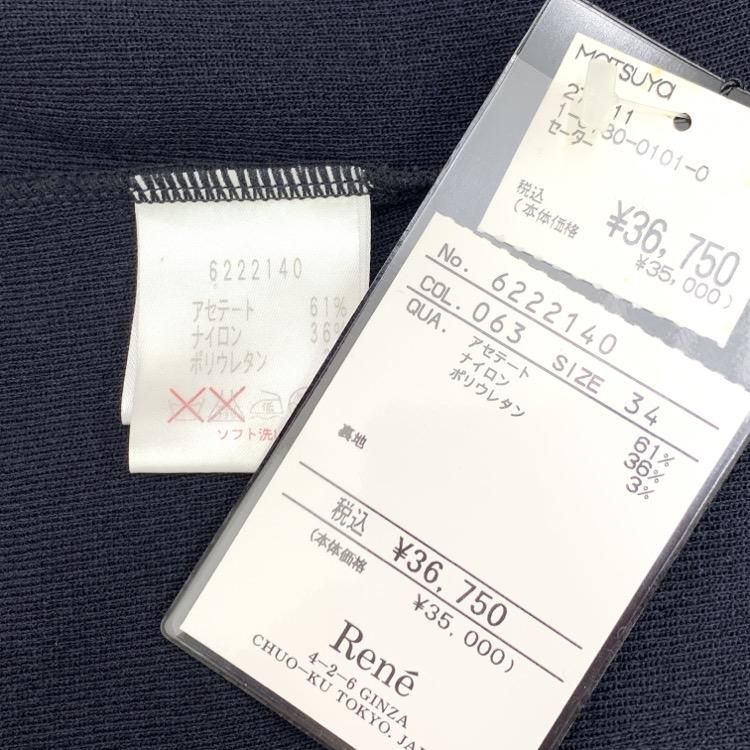 MATSUYA
セーター
税込
(本体価格
¥36,750
¥35,000)
No. 6222140
COL. 063 SIZE 34
QUA.
アセテート 61%
ナイロン 36%
ポリウレタン 3%
裏地
税込 ¥36,750
(本体価格 ¥35,000)
René
4-2-6 GINZA
CHUO-KU TOKYO.
6222140
アセテート 61%
ナイロン 36%
ポリウレタン
低
ソフト洗い